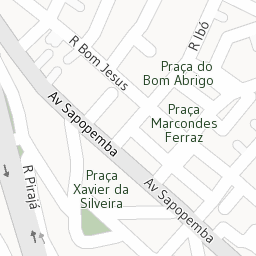 R Ibó
R Bom Jesus
Praça do
Bom Abrigo
Av Sapopemba
Praça
Marcondes
Ferraz
R Pirajá
Praça
Xavier da
Silveira
Av Sapopemba